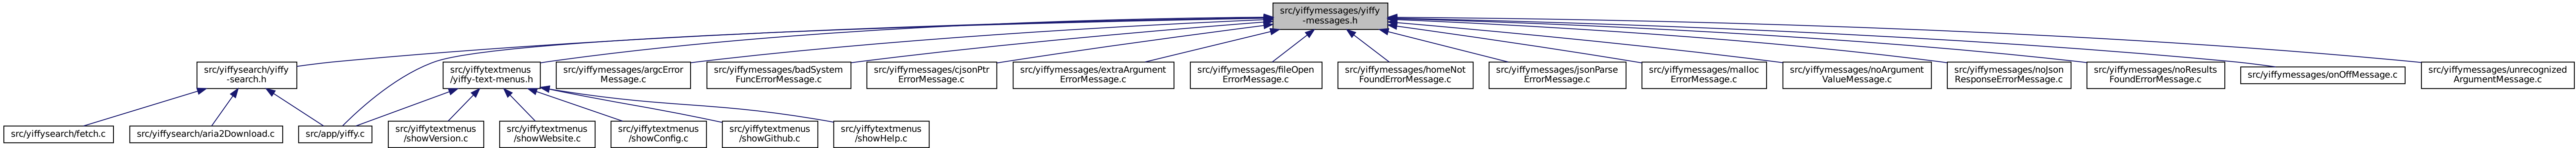 src/yiffymessages/yiffy
-messages.h
src/yiffysearch/yiffy
-search.h
src/yiffytextmenus
/yiffy-text-menus.h
src/yiffymessages/argcError
Message.c
src/yiffymessages/badSystem
FuncErrorMessage.c
src/yiffymessages/cjsonPtr
ErrorMessage.c
src/yiffymessages/extraArgument
ErrorMessage.c
src/yiffymessages/fileOpen
ErrorMessage.c
src/yiffymessages/homeNot
FoundErrorMessage.c
src/yiffymessages/jsonParse
ErrorMessage.c
src/yiffymessages/malloc
ErrorMessage.c
src/yiffymessages/noArgument
ValueMessage.c
src/yiffymessages/noJson
ResponseErrorMessage.c
src/yiffymessages/noResults
FoundErrorMessage.c
src/yiffymessages/onOffMessage.c
src/yiffymessages/unrecognized
ArgumentMessage.c
src/yiffysearch/fetch.c
src/yiffysearch/aria2Download.c
src/app/yiffy.c
src/yiffytextmenus
/showVersion.c
src/yiffytextmenus
/showWebsite.c
src/yiffytextmenus
/showConfig.c
src/yiffytextmenus
/showGithub.c
src/yiffytextmenus
/showHelp.c